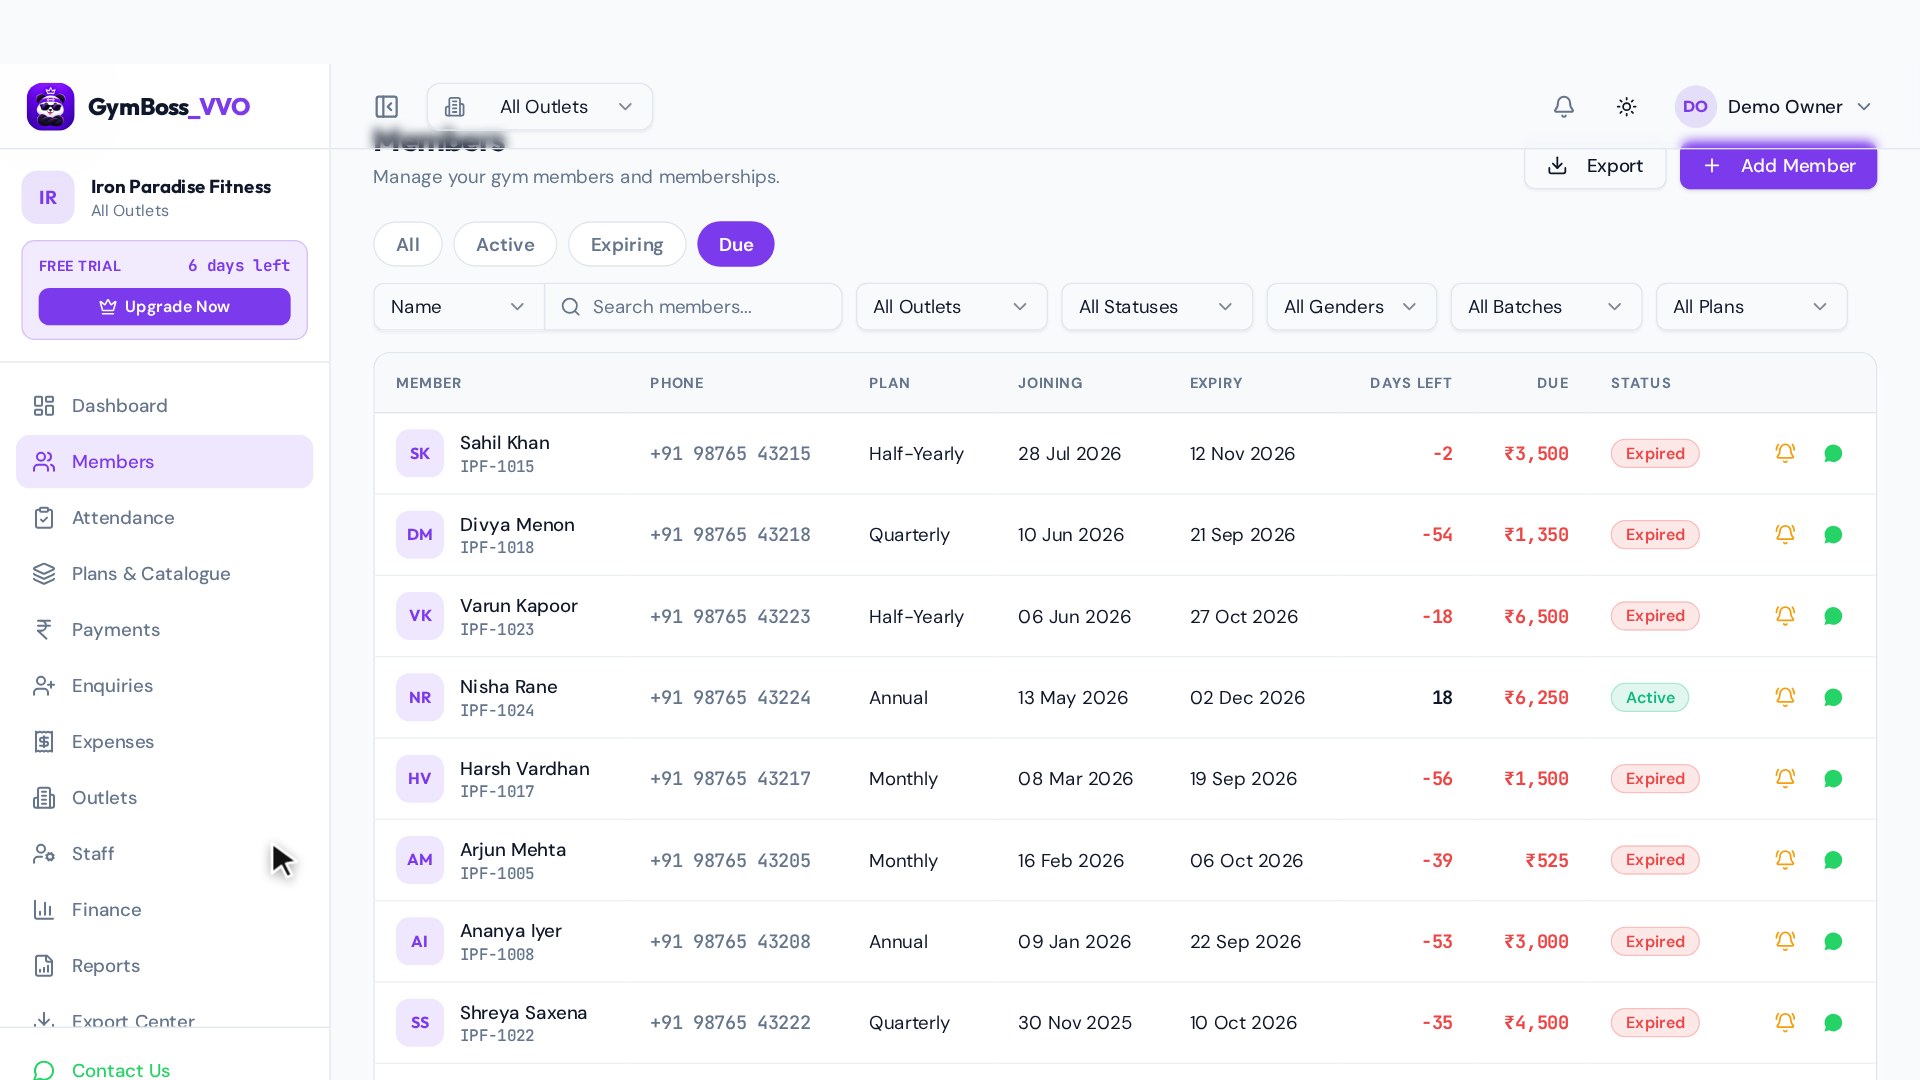 GymBoss_VVO
All Outlets
DO Demo Owner
IR
Iron Paradise Fitness
All Outlets
FREE TRIAL 6 days left
Upgrade Now
Dashboard
Members
Attendance
Plans & Catalogue
Payments
Enquiries
Expenses
Outlets
Staff
Finance
Reports
Export Center
Contact Us
Members
Manage your gym members and memberships.
Export
Add Member
All Active Expiring Due
Name Search members... All Outlets All Statuses All Genders All Batches All Plans
MEMBER PHONE PLAN JOINING EXPIRY DAYS LEFT DUE STATUS
SK Sahil Khan +91 98765 43215 Half-Yearly 28 Jul 2026 12 Nov 2026 -2 ₹3,500 Expired
IPF-1015
DM Divya Menon +91 98765 43218 Quarterly 10 Jun 2026 21 Sep 2026 -54 ₹1,350 Expired
IPF-1018
VK Varun Kapoor +91 98765 43223 Half-Yearly 06 Jun 2026 27 Oct 2026 -18 ₹6,500 Expired
IPF-1023
NR Nisha Rane +91 98765 43224 Annual 13 May 2026 02 Dec 2026 18 ₹6,250 Active
IPF-1024
HV Harsh Vardhan +91 98765 43217 Monthly 08 Mar 2026 19 Sep 2026 -56 ₹1,500 Expired
IPF-1017
AM Arjun Mehta +91 98765 43205 Monthly 16 Feb 2026 06 Oct 2026 -39 ₹525 Expired
IPF-1005
AI Ananya Iyer +91 98765 43208 Annual 09 Jan 2026 22 Sep 2026 -53 ₹3,000 Expired
IPF-1008
SS Shreya Saxena +91 98765 43222 Quarterly 30 Nov 2025 10 Oct 2026 -35 ₹4,500 Expired
IPF-1022